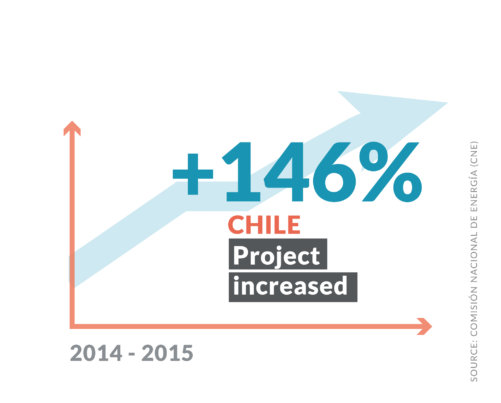 +146%
CHILE
Project
increased
2014 - 2015
SOURCE: COMISIÓN NACIONAL DE ENERGÍA (CNE)